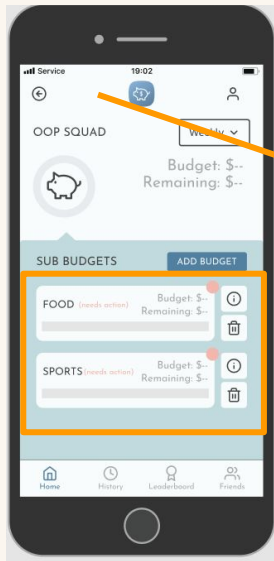 Service 19:02
OOP SQUAD
Weekly
Budget: $--
Remaining: $--
SUB BUDGETS ADD BUDGET
FOOD (needs action) Budget: $--
Remaining: $--
SPORTS (needs action) Budget: $--
Remaining: $--
Home History Leaderboard Friends